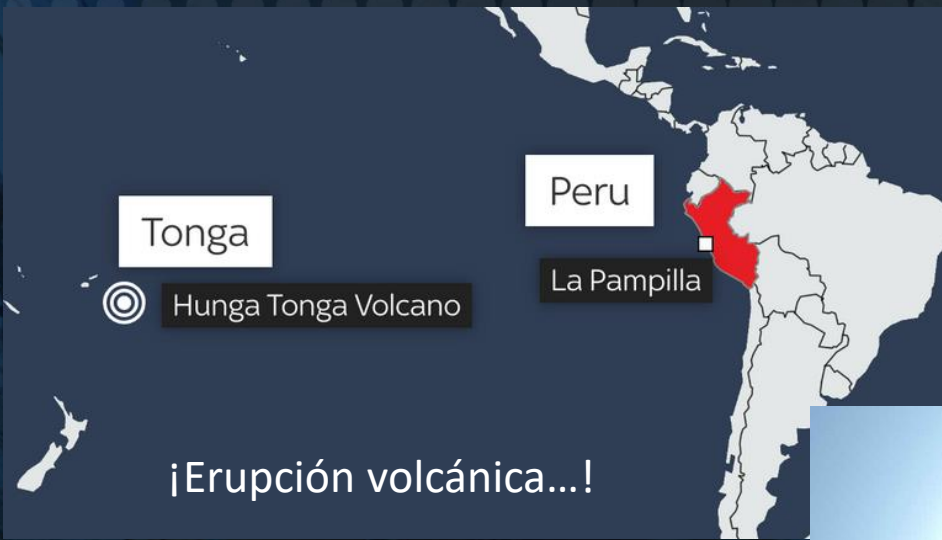 Peru
Tonga
La Pampilla
Hunga Tonga Volcano
¡Erupción volcánica…!